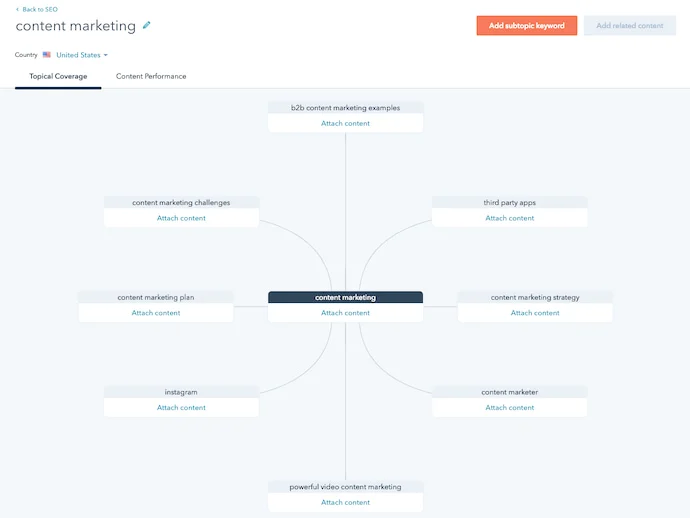 ‹ Back to SEO
content marketing
Add subtopic keyword
Add related content
Country United States
Topical Coverage
Content Performance
b2b content marketing examples
Attach content
content marketing challenges
Attach content
third party apps
Attach content
content marketing plan
Attach content
content marketing
Attach content
content marketing strategy
Attach content
instagram
Attach content
content marketer
Attach content
powerful video content marketing
Attach content